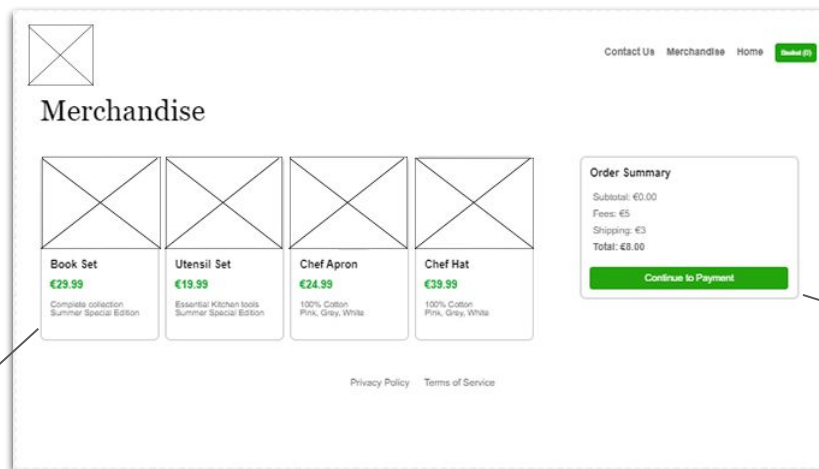 Contact Us Merchandise Home Basket (0)
Merchandise
Book Set
€29.99
Complete collection
Summer Special Edition
Utensil Set
€19.99
Essential Kitchen tools
Summer Special Edition
Chef Apron
€24.99
100% Cotton
Pink, Grey, White
Chef Hat
€39.99
100% Cotton
Pink, Grey, White
Order Summary
Subtotal: €0.00
Fees: €5
Shipping: €3
Total: €8.00
Continue to Payment
Privacy Policy Terms of Service